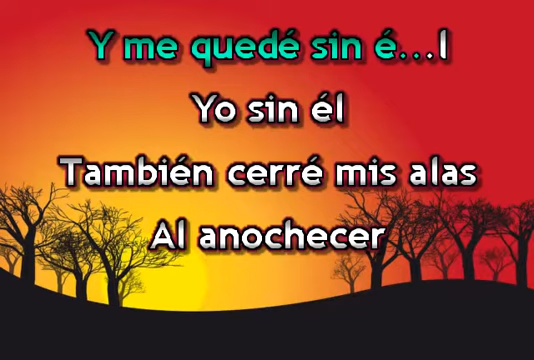 Y me quedé sin é...l
Yo sin él
También cerré mis alas
Al anochecer